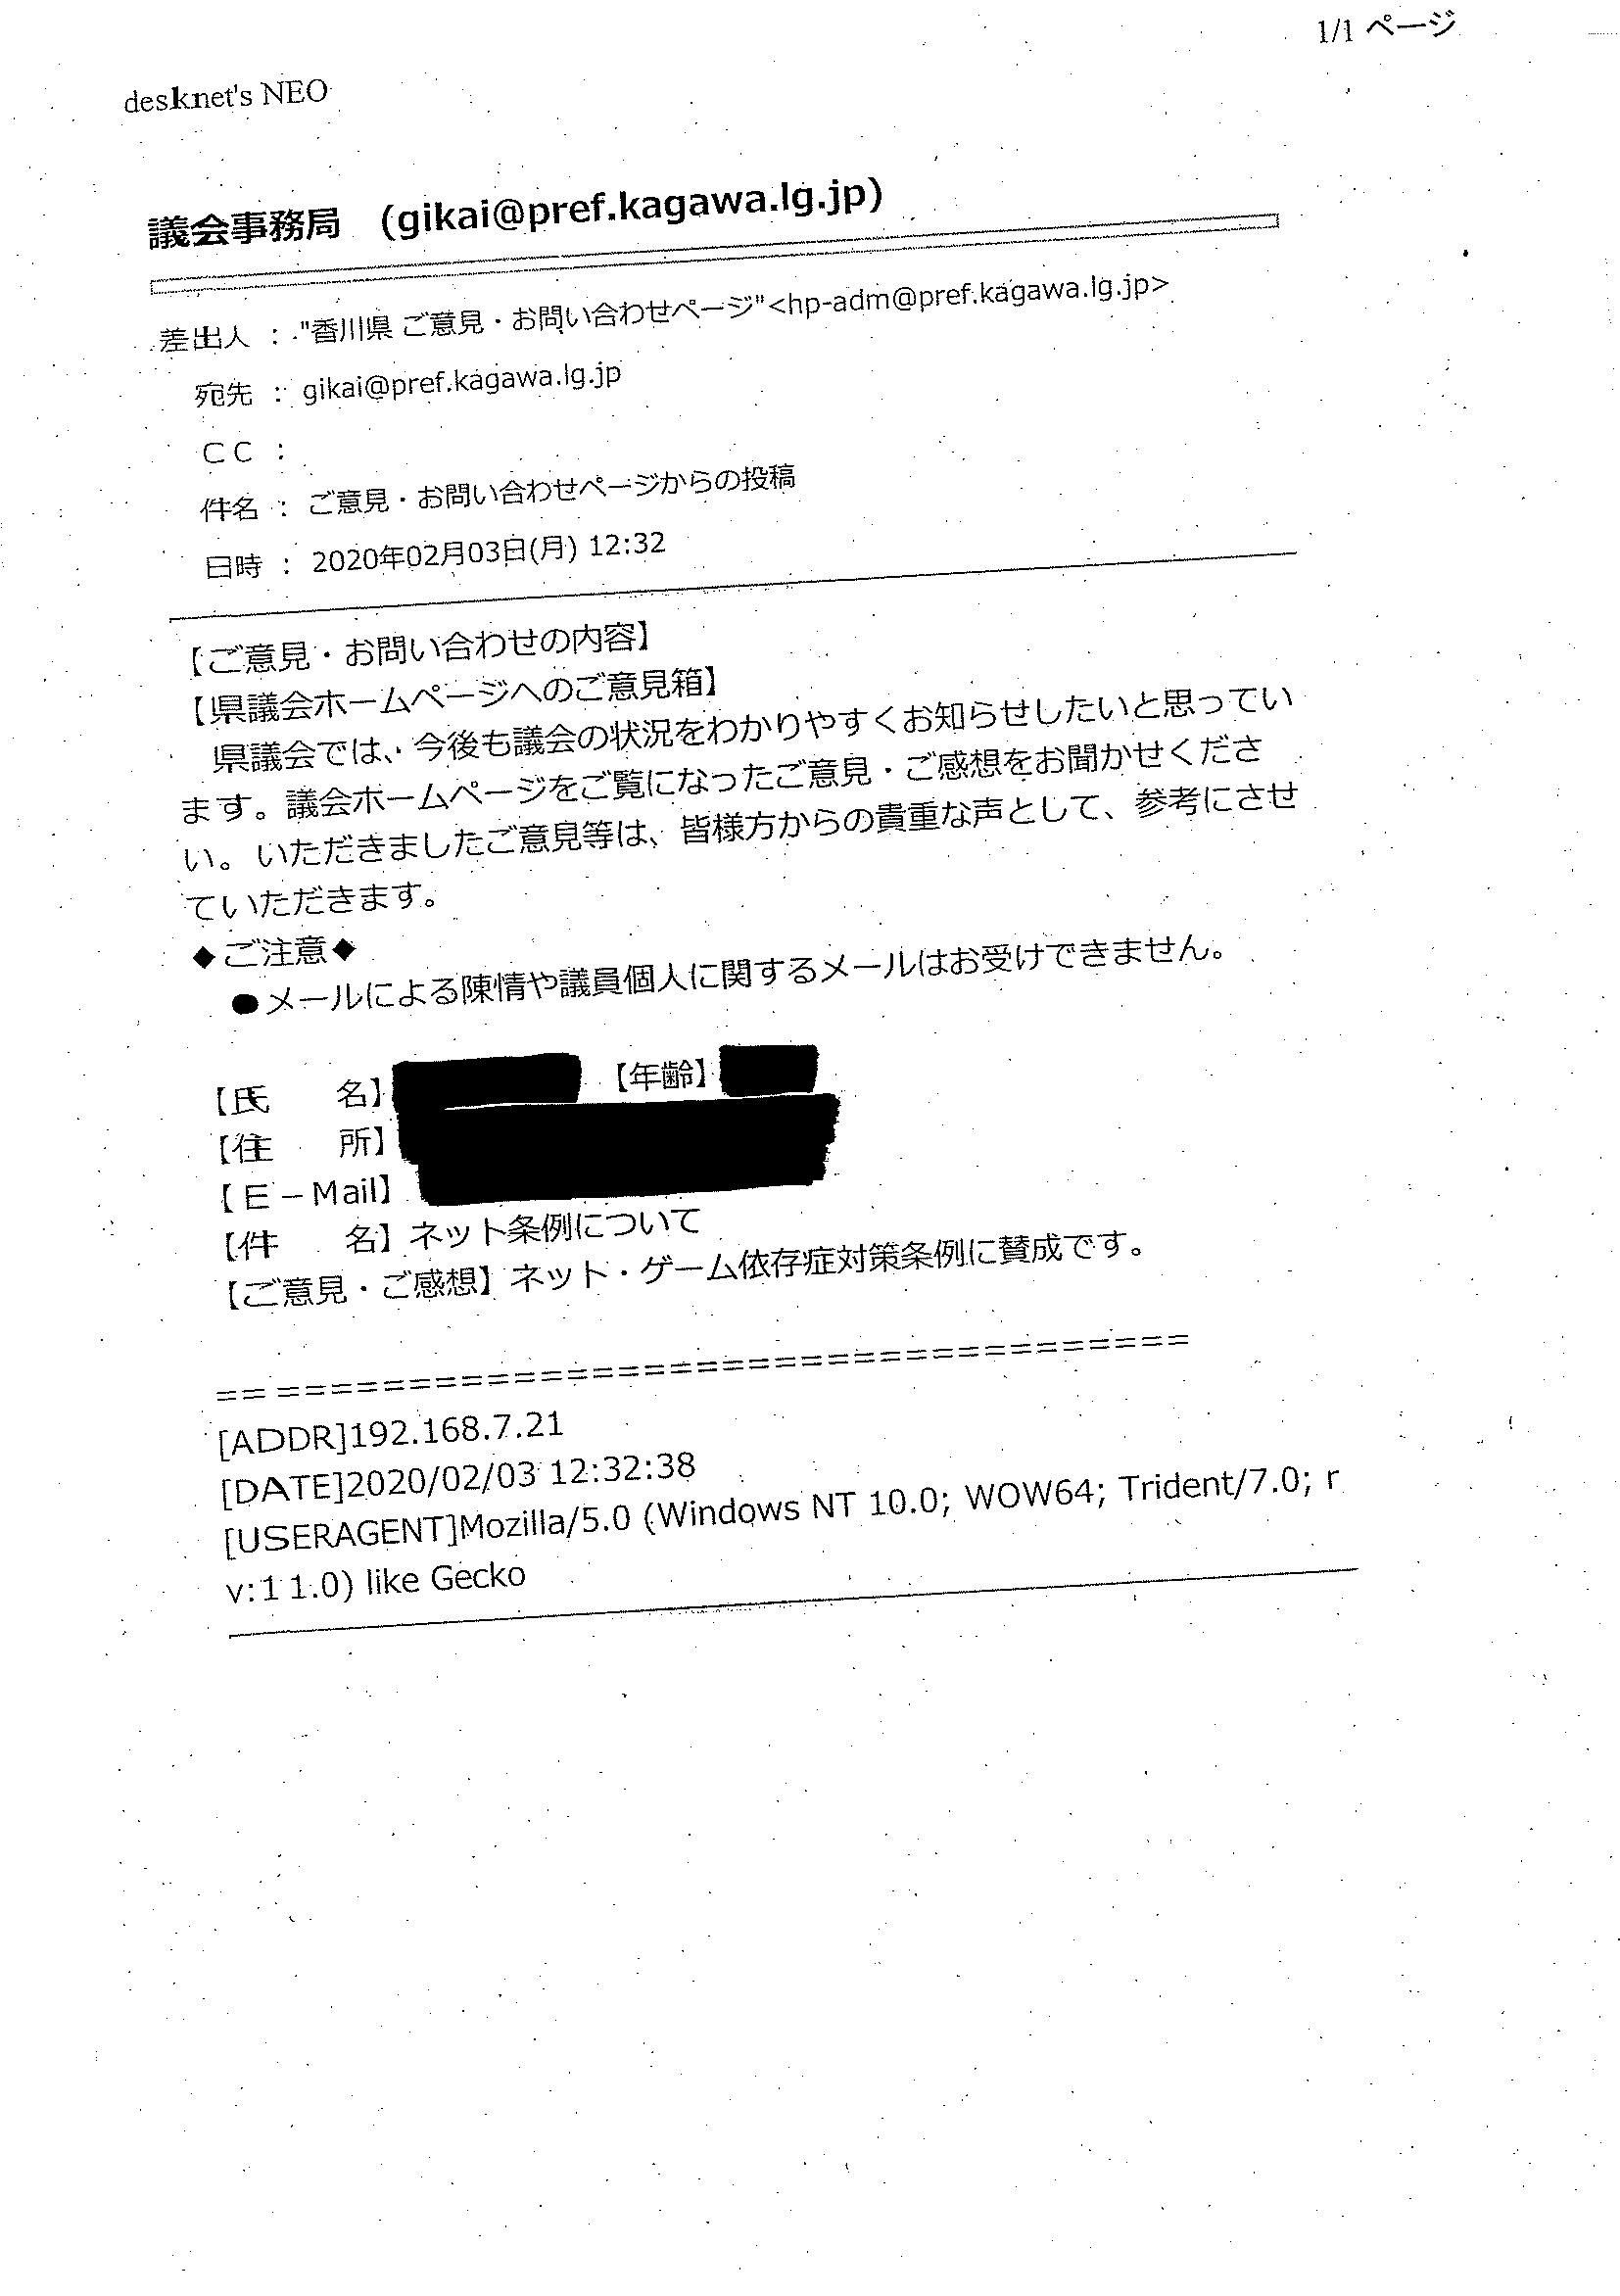 1/1 ページ
desknet's NEO
議会事務局 (gikai@pref.kagawa.lg.jp)
差出人 : "香川県 ご意見・お問い合わせページ"<hp-adm@pref.kagawa.lg.jp>
宛先 : gikai@pref.kagawa.lg.jp
CC :
件名 : ご意見・お問い合わせページからの投稿
日時 : 2020年02月03日(月) 12:32
【ご意見・お問い合わせの内容】
【県議会ホームページへのご意見箱】
県議会では、今後も議会の状況をわかりやすくお知らせしたいと思ってい
ます。議会ホームページをご覧になったご意見・ご感想をお聞かせくださ
い。いただきましたご意見等は、皆様方からの貴重な声として、参考にさせ
ていただきます。
◆ご注意◆
●メールによる陳情や議員個人に関するメールはお受けできません。
【氏　　名】 【年齢】
【住　　所】
【E－Mail】
【件　　名】ネット条例について
【ご意見・ご感想】ネット・ゲーム依存症対策条例に賛成です。
====================================
[ADDR]192.168.7.21
[DATE]2020/02/03 12:32:38
[USERAGENT]Mozilla/5.0 (Windows NT 10.0; WOW64; Trident/7.0; r
v:11.0) like Gecko